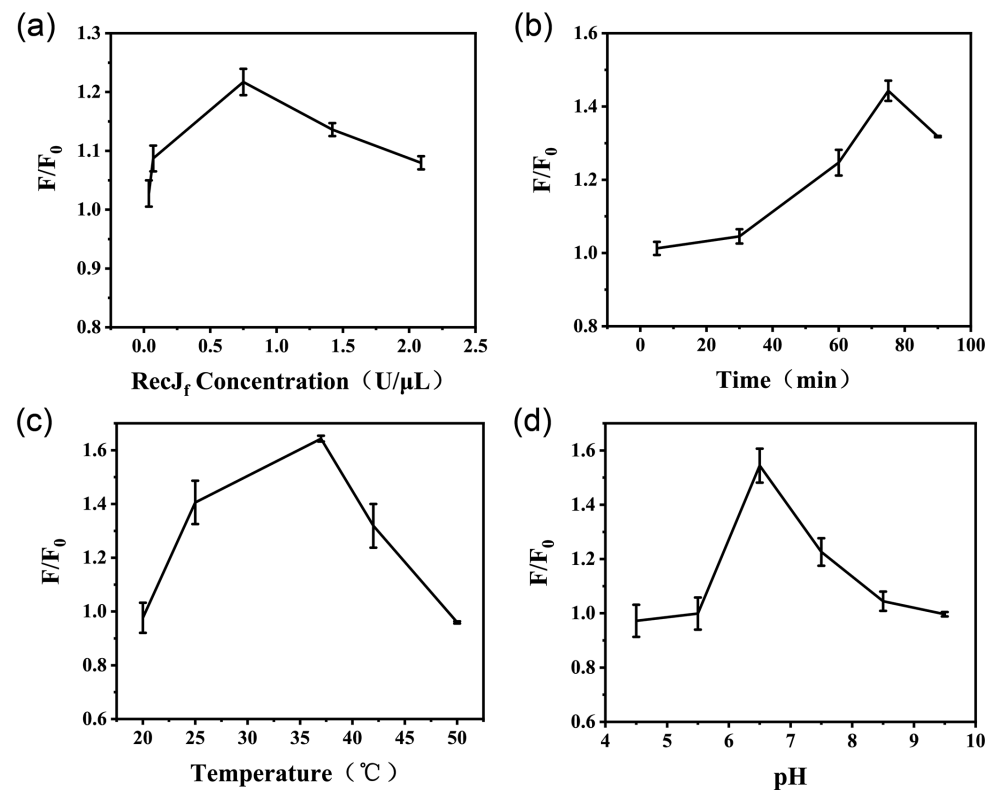 (a)
1.3
1.2
1.1
1.0
0.9
0.8
F/F0
0.0 0.5 1.0 1.5 2.0 2.5
RecJf Concentration（U/μL）
(b)
1.6
1.4
1.2
1.0
0.8
F/F0
0 20 40 60 80 100
Time（min）
(c)
1.6
1.4
1.2
1.0
0.8
0.6
F/F0
20 25 30 35 40 45 50
Temperature（℃）
(d)
1.6
1.4
1.2
1.0
0.8
0.6
F/F0
4 5 6 7 8 9 10
pH